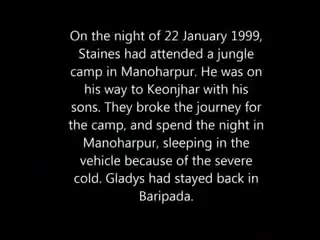 On the night of 22 January 1999,
Staines had attended a jungle
camp in Manoharpur. He was on
his way to Keonjhar with his
sons. They broke the journey for
the camp, and spend the night in
Manoharpur, sleeping in the
vehicle because of the severe
cold. Gladys had stayed back in
Baripada.